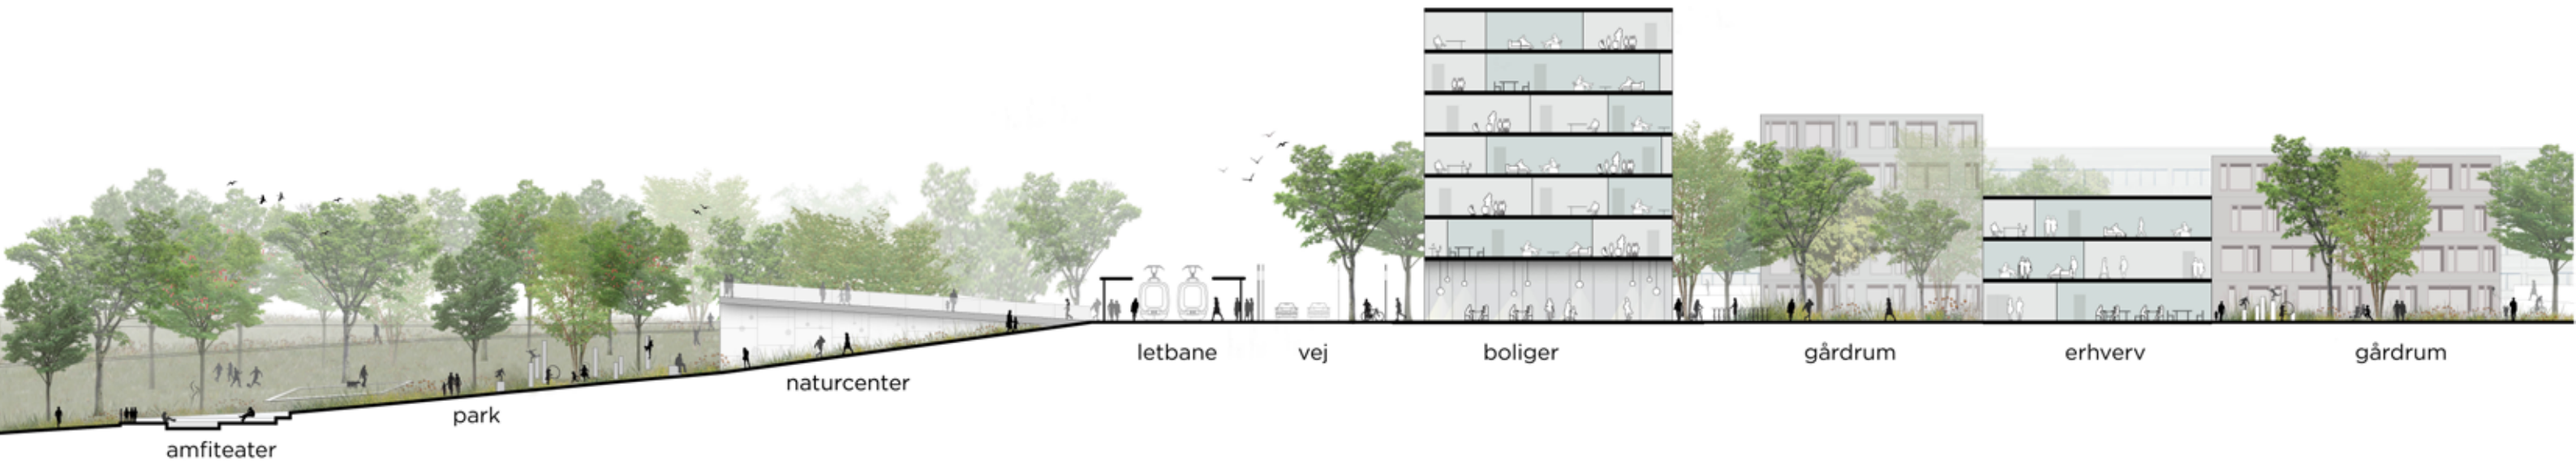 amfiteater
park
naturcenter
letbane
vej
boliger
gårdrum
erhverv
gårdrum